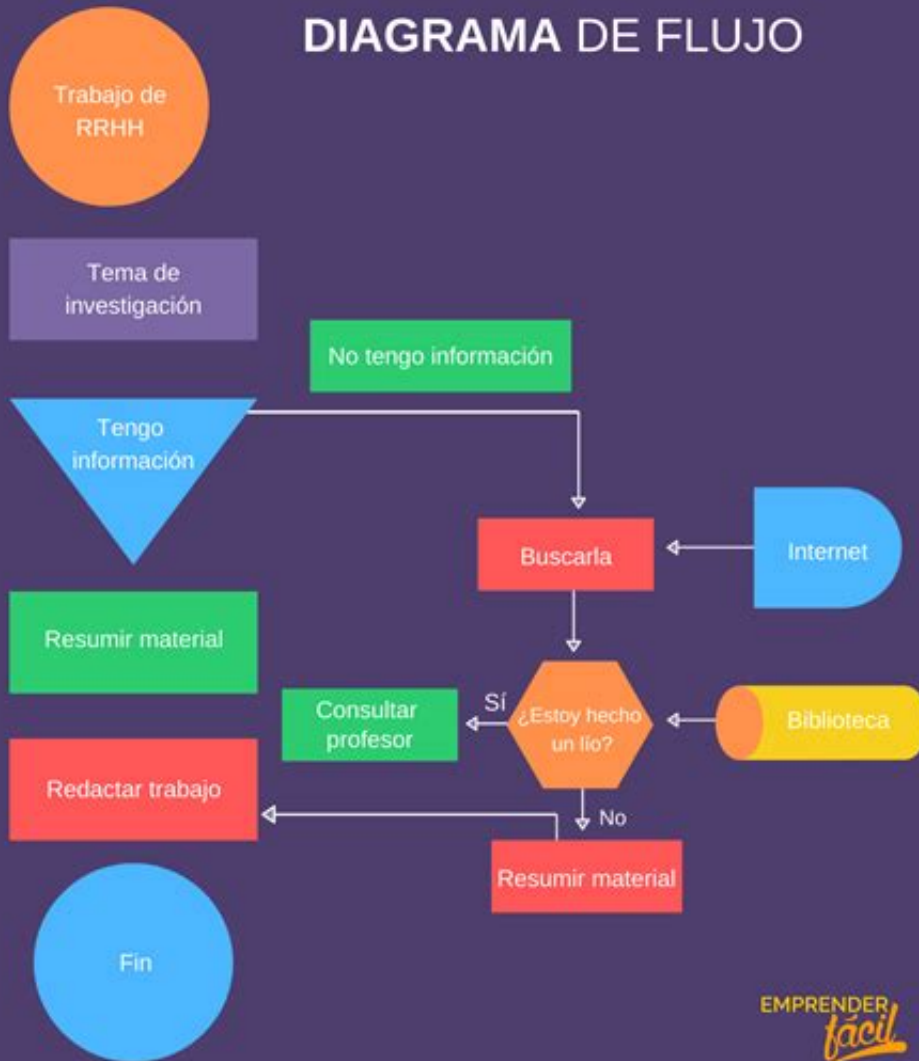 DIAGRAMA DE FLUJO
Trabajo de
RRHH
Tema de
investigación
No tengo información
Tengo
información
Buscarla
Internet
Resumir material
Consultar
profesor
Sí
¿Estoy hecho
un lío?
Biblioteca
Redactar trabajo
No
Resumir material
Fin
EMPRENDER
fácil